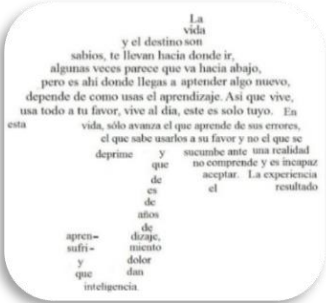 La
vida
y el destino son
sabios, te llevan hacia donde ir,
algunas veces parece que va hacia abajo,
pero es ahi donde llegas a aptender algo nuevo,
depende de como usas el aprendizaje. Asi que vive,
usa todo a tu favor, vive al dia, este es solo tuyo. En
esta vida, sólo avanza el que aprende de sus errores,
el que sabe usarlos a su favor y no el que se
deprime y sucumbe ante una realidad
que no comprende y es incapaz
de aceptar. La experiencia
es el resultado
de
años
de
apren- dizaje,
sufri- miento
y dolor
que dan
inteligencia.